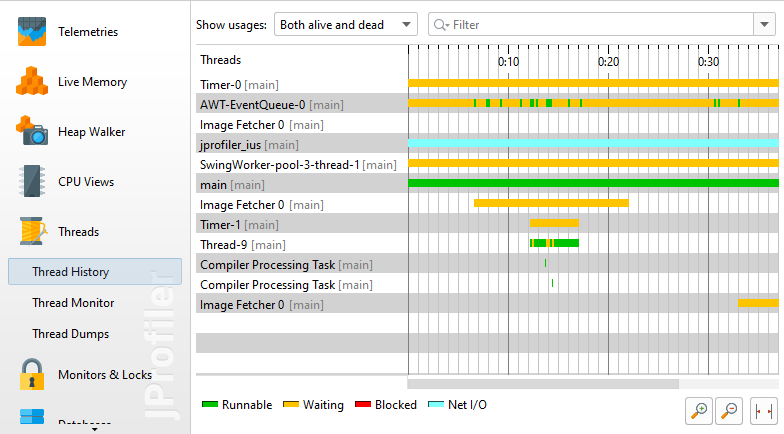 Telemetries
Live Memory
Heap Walker
CPU Views
Threads
Thread History
Thread Monitor
Thread Dumps
Monitors & Locks
Databases
JProfiler
Show usages: Both alive and dead Filter
Threads 0:10 0:20 0:30
Timer-0 [main]
AWT-EventQueue-0 [main]
Image Fetcher 0 [main]
jprofiler_ius [main]
SwingWorker-pool-3-thread-1 [main]
main [main]
Image Fetcher 0 [main]
Timer-1 [main]
Thread-9 [main]
Compiler Processing Task [main]
Compiler Processing Task [main]
Image Fetcher 0 [main]
Runnable Waiting Blocked Net I/O